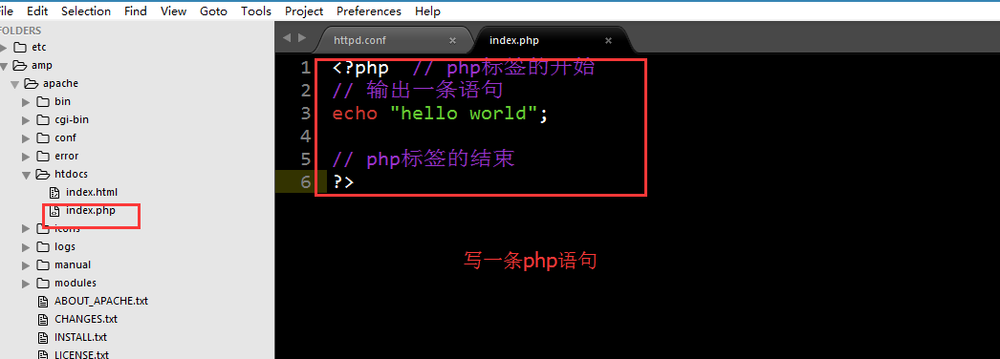 File Edit Selection Find View Goto Tools Project Preferences Help
FOLDERS
etc
amp
apache
bin
cgi-bin
conf
error
htdocs
index.html
index.php
icons
logs
manual
modules
ABOUT_APACHE.txt
CHANGES.txt
INSTALL.txt
LICENSE.txt
httpd.conf × index.php ×
1 <?php // php标签的开始
2 // 输出一条语句
3 echo "hello world";
4
5 // php标签的结束
6 ?>
写一条php语句